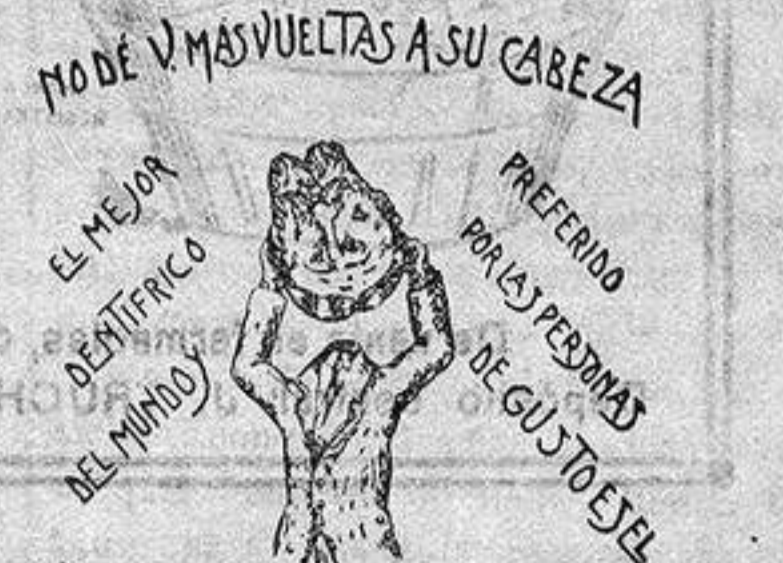 NO DÉ V. MÁS VUELTAS A SU CABEZA
EL MEJOR
DENTÍFRICO
DEL MUNDO Y
PREFERIDO
POR LAS PERSONAS
DE GUSTO ES EL